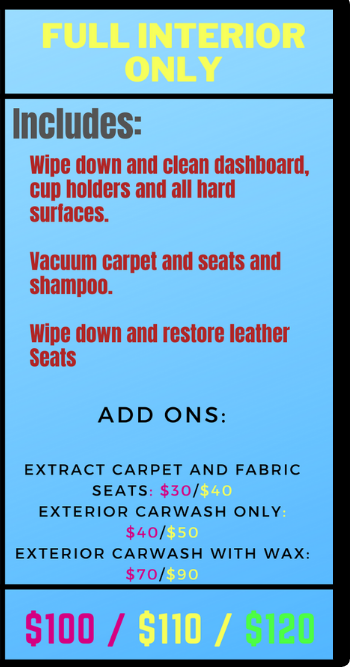 FULL INTERIOR
ONLY
Includes:
Wipe down and clean dashboard,
cup holders and all hard
surfaces.
Vacuum carpet and seats and
shampoo.
Wipe down and restore leather
Seats
ADD ONS:
EXTRACT CARPET AND FABRIC
SEATS: $30/$40
EXTERIOR CARWASH ONLY:
$40/$50
EXTERIOR CARWASH WITH WAX:
$70/$90
$100 / $110 / $120